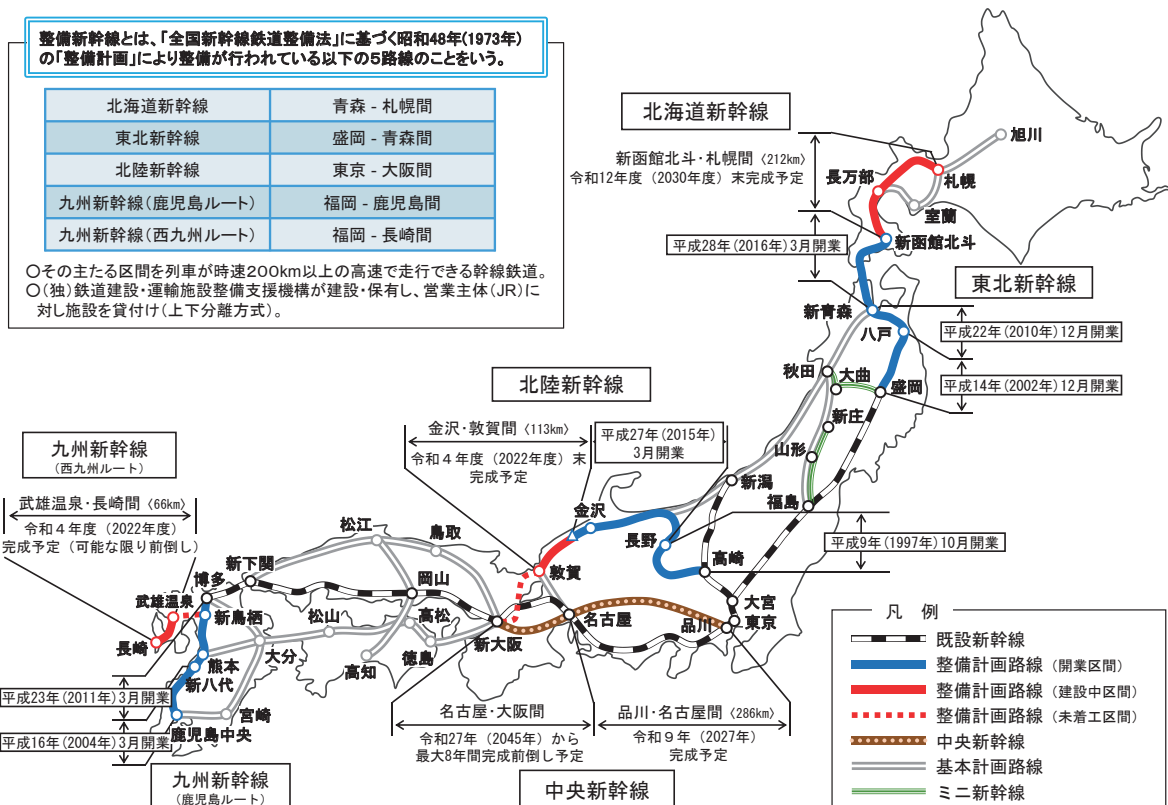 整備新幹線とは、「全国新幹線鉄道整備法」に基づく昭和48年(1973年)
の「整備計画」により整備が行われている以下の5路線のことをいう。
北海道新幹線 青森 - 札幌間
東北新幹線 盛岡 - 青森間
北陸新幹線 東京 - 大阪間
九州新幹線(鹿児島ルート) 福岡 - 鹿児島間
九州新幹線(西九州ルート) 福岡 - 長崎間
○その主たる区間を列車が時速200km以上の高速で走行できる幹線鉄道。
○(独)鉄道建設・運輸施設整備支援機構が建設・保有し、営業主体(JR)に
対し施設を貸付け(上下分離方式)。
北海道新幹線
新函館北斗・札幌間〈212km〉
令和12年度(2030年度)末完成予定
旭川
長万部
札幌
室蘭
平成28年(2016年)3月開業
新函館北斗
東北新幹線
新青森
八戸
平成22年(2010年)12月開業
秋田
大曲
盛岡
平成14年(2002年)12月開業
新庄
山形
福島
新潟
北陸新幹線
金沢・敦賀間〈113km〉
令和4年度(2022年度)末
完成予定
平成27年(2015年)
3月開業
金沢
長野
高崎
平成9年(1997年)10月開業
敦賀
大宮
東京
品川
名古屋
新大阪
九州新幹線
(西九州ルート)
武雄温泉・長崎間〈66km〉
令和4年度(2022年度)
完成予定(可能な限り前倒し)
松江
鳥取
新下関
博多
岡山
武雄温泉
新鳥栖
松山
高松
長崎
大分
高知
徳島
熊本
新八代
平成23年(2011年)3月開業
宮崎
鹿児島中央
平成16年(2004年)3月開業
九州新幹線
(鹿児島ルート)
名古屋・大阪間
令和27年(2045年)から
最大8年間完成前倒し予定
品川・名古屋間〈286km〉
令和9年(2027年)
完成予定
中央新幹線
凡 例
既設新幹線
整備計画路線(開業区間)
整備計画路線(建設中区間)
整備計画路線(未着工区間)
中央新幹線
基本計画路線
ミニ新幹線